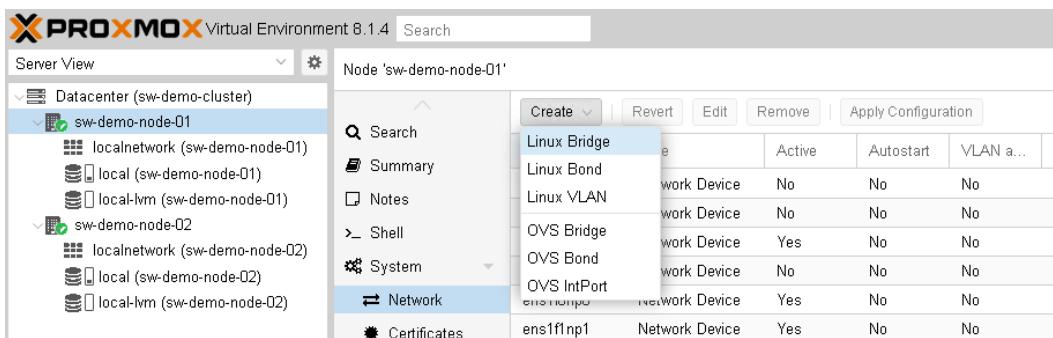 PROXMOX Virtual Environment 8.1.4 Search
Server View
Node 'sw-demo-node-01'
Datacenter (sw-demo-cluster)
sw-demo-node-01
localnetwork (sw-demo-node-01)
local (sw-demo-node-01)
local-lvm (sw-demo-node-01)
sw-demo-node-02
localnetwork (sw-demo-node-02)
local (sw-demo-node-02)
local-lvm (sw-demo-node-02)
Search
Summary
Notes
Shell
System
Network
Certificates
Create Revert Edit Remove Apply Configuration
Linux Bridge
Linux Bond
Linux VLAN
OVS Bridge
OVS Bond
OVS IntPort
Active Autostart VLAN a...
Network Device No No No
Network Device No No No
Network Device Yes No No
Network Device No No No
Network Device Yes No No
ens1f1np1 Network Device Yes No No